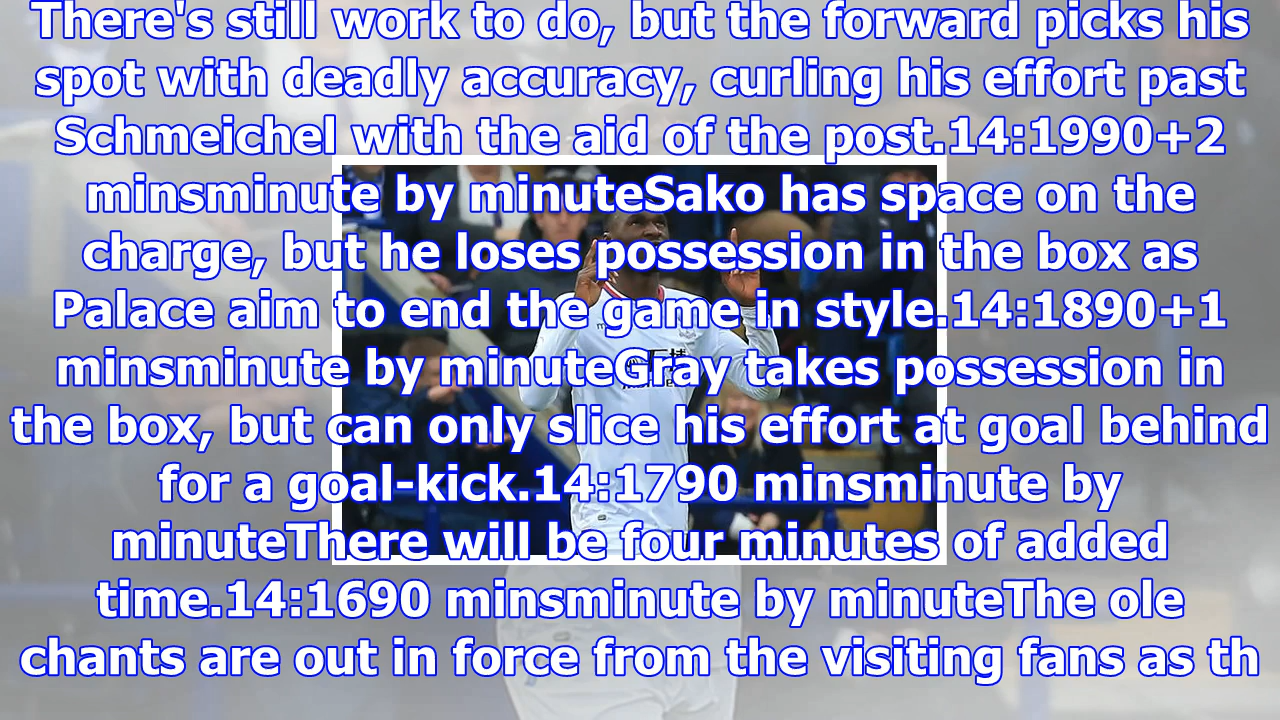 There's still work to do, but the forward picks his
spot with deadly accuracy, curling his effort past
Schmeichel with the aid of the post.14:1990+2
minsminute by minuteSako has space on the
charge, but he loses possession in the box as
Palace aim to end the game in style.14:1890+1
minsminute by minuteGray takes possession in
the box, but can only slice his effort at goal behind
for a goal-kick.14:1790 minsminute by
minuteThere will be four minutes of added
time.14:1690 minsminute by minuteThe ole
chants are out in force from the visiting fans as th